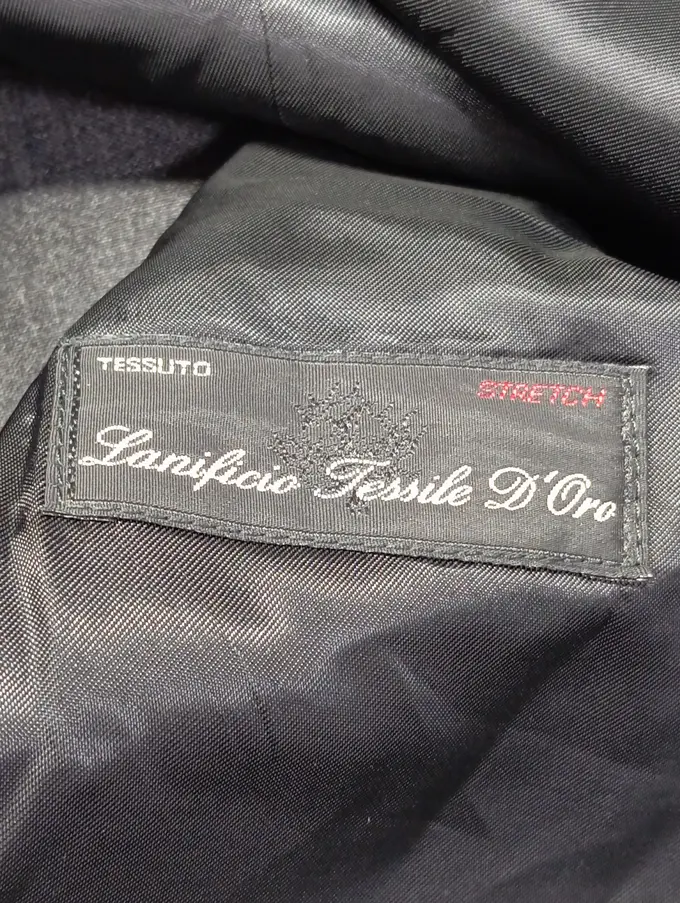 TESSUTO
STRETCH
Lanificio Tessile D'Oro